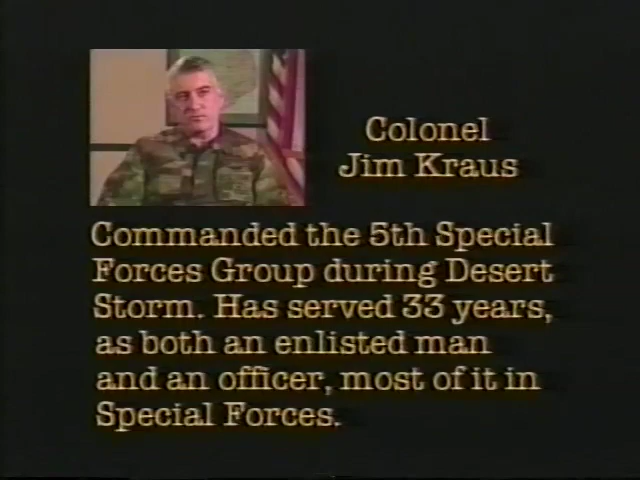 Colonel
Jim Kraus
Commanded the 5th Special
Forces Group during Desert
Storm. Has served 33 years,
as both an enlisted man
and an officer, most of it in
Special Forces.